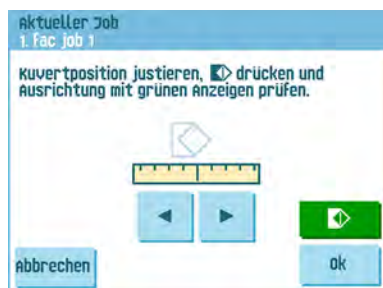 Aktueller Job
1. Fac job 1
Kuvertposition justieren, drücken und
Ausrichtung mit grünen Anzeigen prüfen.
Abbrechen
Ok